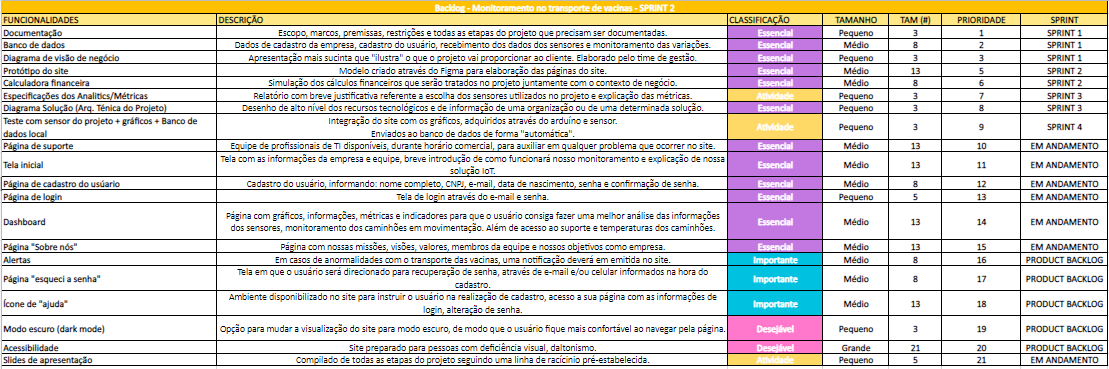 Backlog - Monitoramento no transporte de vacinas - SPRINT 2
FUNCIONALIDADES DESCRIÇÃO CLASSIFICAÇÃO TAMANHO TAM (#) PRIORIDADE SPRINT
Documentação Escopo, marcos, premissas, restrições e todas as etapas do projeto que precisam ser documentadas. Essencial Pequeno 3 1 SPRINT 1
Banco de dados Dados de cadastro da empresa, cadastro do usuário, recebimento dos dados dos sensores e monitoramento das variações. Essencial Médio 8 2 SPRINT 1
Diagrama de visão de negócio Apresentação mais sucinta que "ilustra" o que o projeto vai proporcionar ao cliente. Elaborado pelo time de gestão. Essencial Pequeno 3 3 SPRINT 1
Protótipo do site Modelo criado através do Figma para elaboração das páginas do site. Essencial Médio 13 5 SPRINT 2
Calculadora financeira Simulação dos cálculos financeiros que serão tratados no projeto juntamente com o contexto de negócio. Essencial Médio 8 6 SPRINT 2
Especificações dos Analitics/Métricas Relatório com breve justificativa referente a escolha dos sensores utilizados no projeto e explicação das métricas. Atividade Pequeno 3 7 SPRINT 3
Diagrama Solução (Arq. Ténica do Projeto) Desenho de alto nível dos recursos tecnológicos e de informação de uma organização ou de uma determinada solução. Essencial Pequeno 3 8 SPRINT 3
Teste com sensor do projeto + gráficos + Banco de dados local Integração do site com os gráficos, adquiridos através do arduíno e sensor.
Enviados ao banco de dados de forma "automática". Atividade Pequeno 3 9 SPRINT 4
Página de suporte Equipe de profissionais de TI disponíveis, durante horário comercial, para auxiliar em qualquer problema que ocorrer no site. Essencial Médio 13 10 EM ANDAMENTO
Tela inicial Tela com as informações da empresa e equipe, breve introdução de como funcionará nosso monitoramento e explicação de nossa
solução IoT. Essencial Médio 13 11 EM ANDAMENTO
Página de cadastro do usúario Cadastro do usuário, informando: nome completo, CNPJ, e-mail, data de nascimento, senha e confirmação de senha. Essencial Médio 8 12 EM ANDAMENTO
Página de login Tela de login através do e-mail e senha. Essencial Pequeno 5 13 EM ANDAMENTO
Dashboard Página com gráficos, informações, métricas e indicadores para que o usuário consiga fazer uma melhor análise das informações
dos sensores, monitoramento dos caminhões em movimentação. Além de acesso ao suporte e temperaturas dos caminhões. Essencial Médio 13 14 EM ANDAMENTO
Página "Sobre nós" Página com nossas missões, visões, valores, membros da equipe e nossos objetivos como empresa. Essencial Médio 13 15 EM ANDAMENTO
Alertas Em casos de anormalidades com o transporte das vacinas, uma notificação deverá em emitida no site. Importante Médio 8 16 PRODUCT BACKLOG
Página "esqueci a senha" Tela em que o usuário será direcionado para recuperação de senha, através de e-mail e/ou celular informados na hora do
cadastro. Importante Médio 8 17 PRODUCT BACKLOG
Ícone de "ajuda" Ambiente disponibilizado no site para instruir o usuário na realização de cadastro, acesso a sua página com as informações de
login, alteração de senha. Importante Médio 13 18 PRODUCT BACKLOG
Modo escuro (dark mode) Opção para mudar a visualização do site para modo escuro, de modo que o usuário fique mais confortável ao navegar pela página. Desejável Pequeno 3 19 PRODUCT BACKLOG
Acessibilidade Site preparado para pessoas com deficiência visual, daltonismo. Desejável Grande 21 20 PRODUCT BACKLOG
Slides de apresentação Compilado de todas as etapas do projeto seguindo uma linha de racícinio pré-estabelecida. Atividade Pequeno 5 21 EM ANDAMENTO